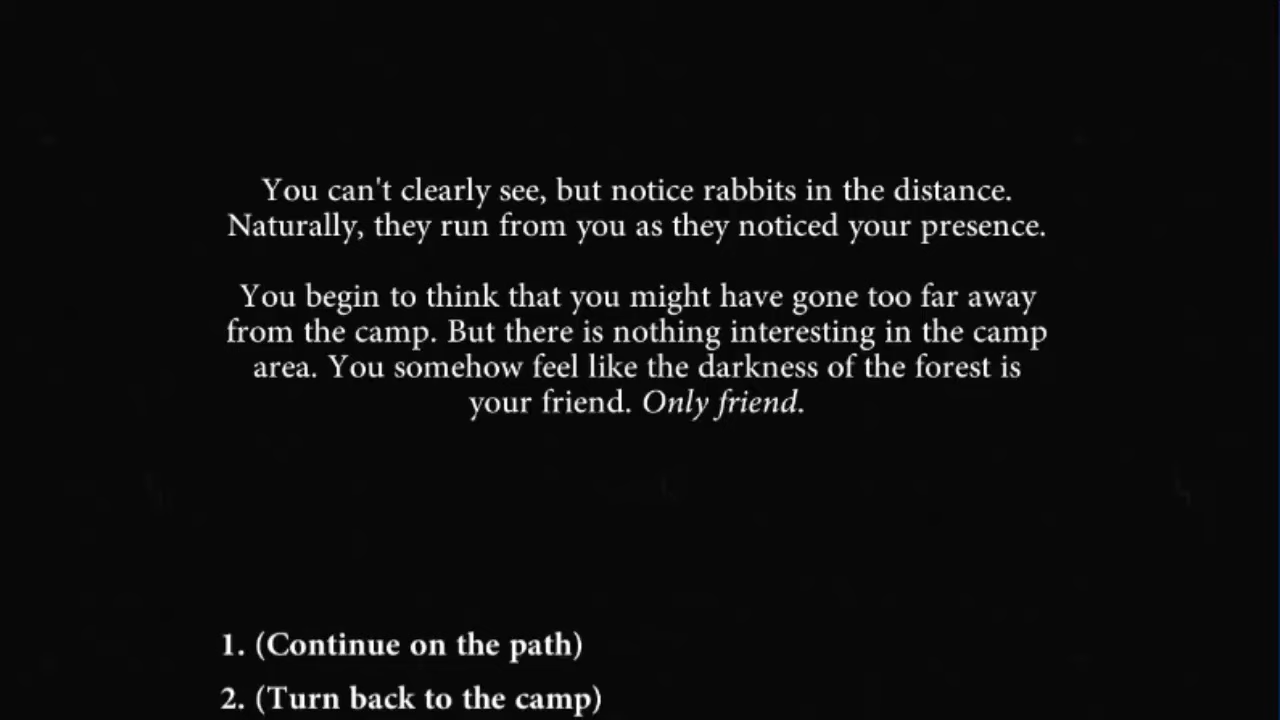 You can't clearly see, but notice rabbits in the distance.
Naturally, they run from you as they noticed your presence.
You begin to think that you might have gone too far away
from the camp. But there is nothing interesting in the camp
area. You somehow feel like the darkness of the forest is
your friend. Only friend.
1. (Continue on the path)
2. (Turn back to the camp)